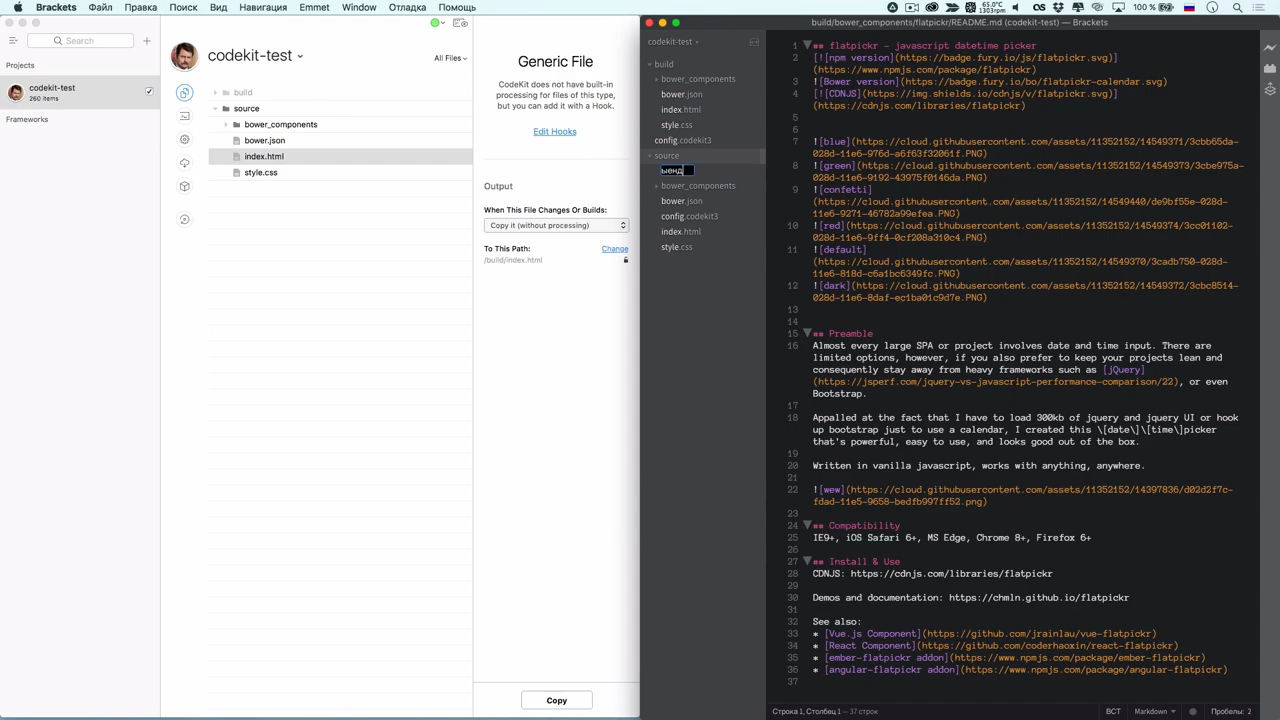 Brackets Файл Правка Поиск Вид Навигация Emmet Window Отладка Помощь
65.0°C
1303rpm
100 %
Search
Projects
codekit-test
260 items
Frameworks
codekit-test
All Files
build
source
bower_components
bower.json
index.html
style.css
Generic File
CodeKit does not have built-in
processing for files of this type,
but you can add it with a Hook.
Edit Hooks
Output
When This File Changes Or Builds:
Copy it (without processing)
To This Path:
Change
/build/index.html
Copy
build/bower_components/flatpickr/README.md (codekit-test) — Brackets
codekit-test
build
bower_components
bower.json
index.html
style.css
config.codekit3
source
ыенд
bower_components
bower.json
config.codekit3
index.html
style.css
1 ## flatpickr - javascript datetime picker
2 [![npm version](https://badge.fury.io/js/flatpickr.svg)]
(https://www.npmjs.com/package/flatpickr)
3 ![Bower version](https://badge.fury.io/bo/flatpickr-calendar.svg)
4 [![CDNJS](https://img.shields.io/cdnjs/v/flatpickr.svg)]
(https://cdnjs.com/libraries/flatpickr)
5
6
7 ![blue](https://cloud.githubusercontent.com/assets/11352152/14549371/3cbb65da-
028d-11e6-976d-a6f63f32061f.PNG)
8 ![green](https://cloud.githubusercontent.com/assets/11352152/14549373/3cbe975a-
028d-11e6-9192-43975f0146da.PNG)
9 ![confetti]
(https://cloud.githubusercontent.com/assets/11352152/14549440/de9bf55e-028d-
11e6-9271-46782a99efea.PNG)
10 ![red](https://cloud.githubusercontent.com/assets/11352152/14549374/3cc01102-
028d-11e6-9ff4-0cf208a310c4.PNG)
11 ![default]
(https://cloud.githubusercontent.com/assets/11352152/14549370/3cadb750-028d-
11e6-818d-c6a1bc6349fc.PNG)
12 ![dark](https://cloud.githubusercontent.com/assets/11352152/14549372/3cbc8514-
028d-11e6-8daf-ec1ba01c9d7e.PNG)
13
14
15 ## Preamble
16 Almost every large SPA or project involves date and time input. There are
limited options, however, if you also prefer to keep your projects lean and
consequently stay away from heavy frameworks such as [jQuery]
(https://jsperf.com/jquery-vs-javascript-performance-comparison/22), or even
Bootstrap.
17
18 Appalled at the fact that I have to load 300kb of jquery and jquery UI or hook
up bootstrap just to use a calendar, I created this \[date\]\[time\]picker
that's powerful, easy to use, and looks good out of the box.
19
20 Written in vanilla javascript, works with anything, anywhere.
21
22 ![wew](https://cloud.githubusercontent.com/assets/11352152/14397836/d02d2f7c-
fdad-11e5-9658-bedfb997ff52.png)
23
24 ## Compatibility
25 IE9+, iOS Safari 6+, MS Edge, Chrome 8+, Firefox 6+
26
27 ## Install & Use
28 CDNJS: https://cdnjs.com/libraries/flatpickr
29
30 Demos and documentation: https://chmln.github.io/flatpickr
31
32 See also:
33 * [Vue.js Component](https://github.com/jrainlau/vue-flatpickr)
34 * [React Component](https://github.com/coderhaoxin/react-flatpickr)
35 * [ember-flatpickr addon](https://www.npmjs.com/package/ember-flatpickr)
36 * [angular-flatpickr addon](https://www.npmjs.com/package/angular-flatpickr)
37
Строка 1, Столбец 1 — 37 строк
ВСТ Markdown Пробелы: 2